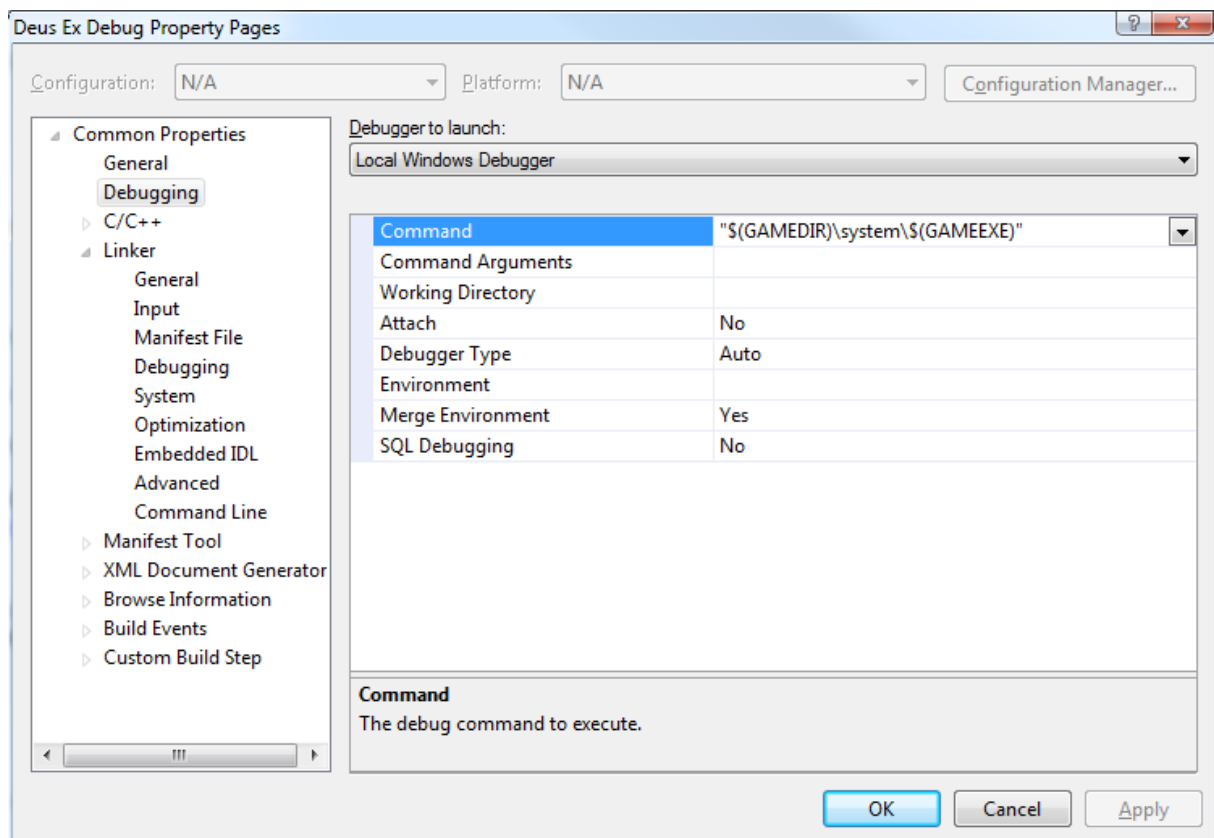 Deus Ex Debug Property Pages
Configuration: N/A Platform: N/A Configuration Manager...
Common Properties
General
Debugging
C/C++
Linker
General
Input
Manifest File
Debugging
System
Optimization
Embedded IDL
Advanced
Command Line
Manifest Tool
XML Document Generator
Browse Information
Build Events
Custom Build Step
Debugger to launch:
Local Windows Debugger
Command "$(GAMEDIR)\system\$(GAMEEXE)"
Command Arguments
Working Directory
Attach No
Debugger Type Auto
Environment
Merge Environment Yes
SQL Debugging No
Command
The debug command to execute.
OK Cancel Apply